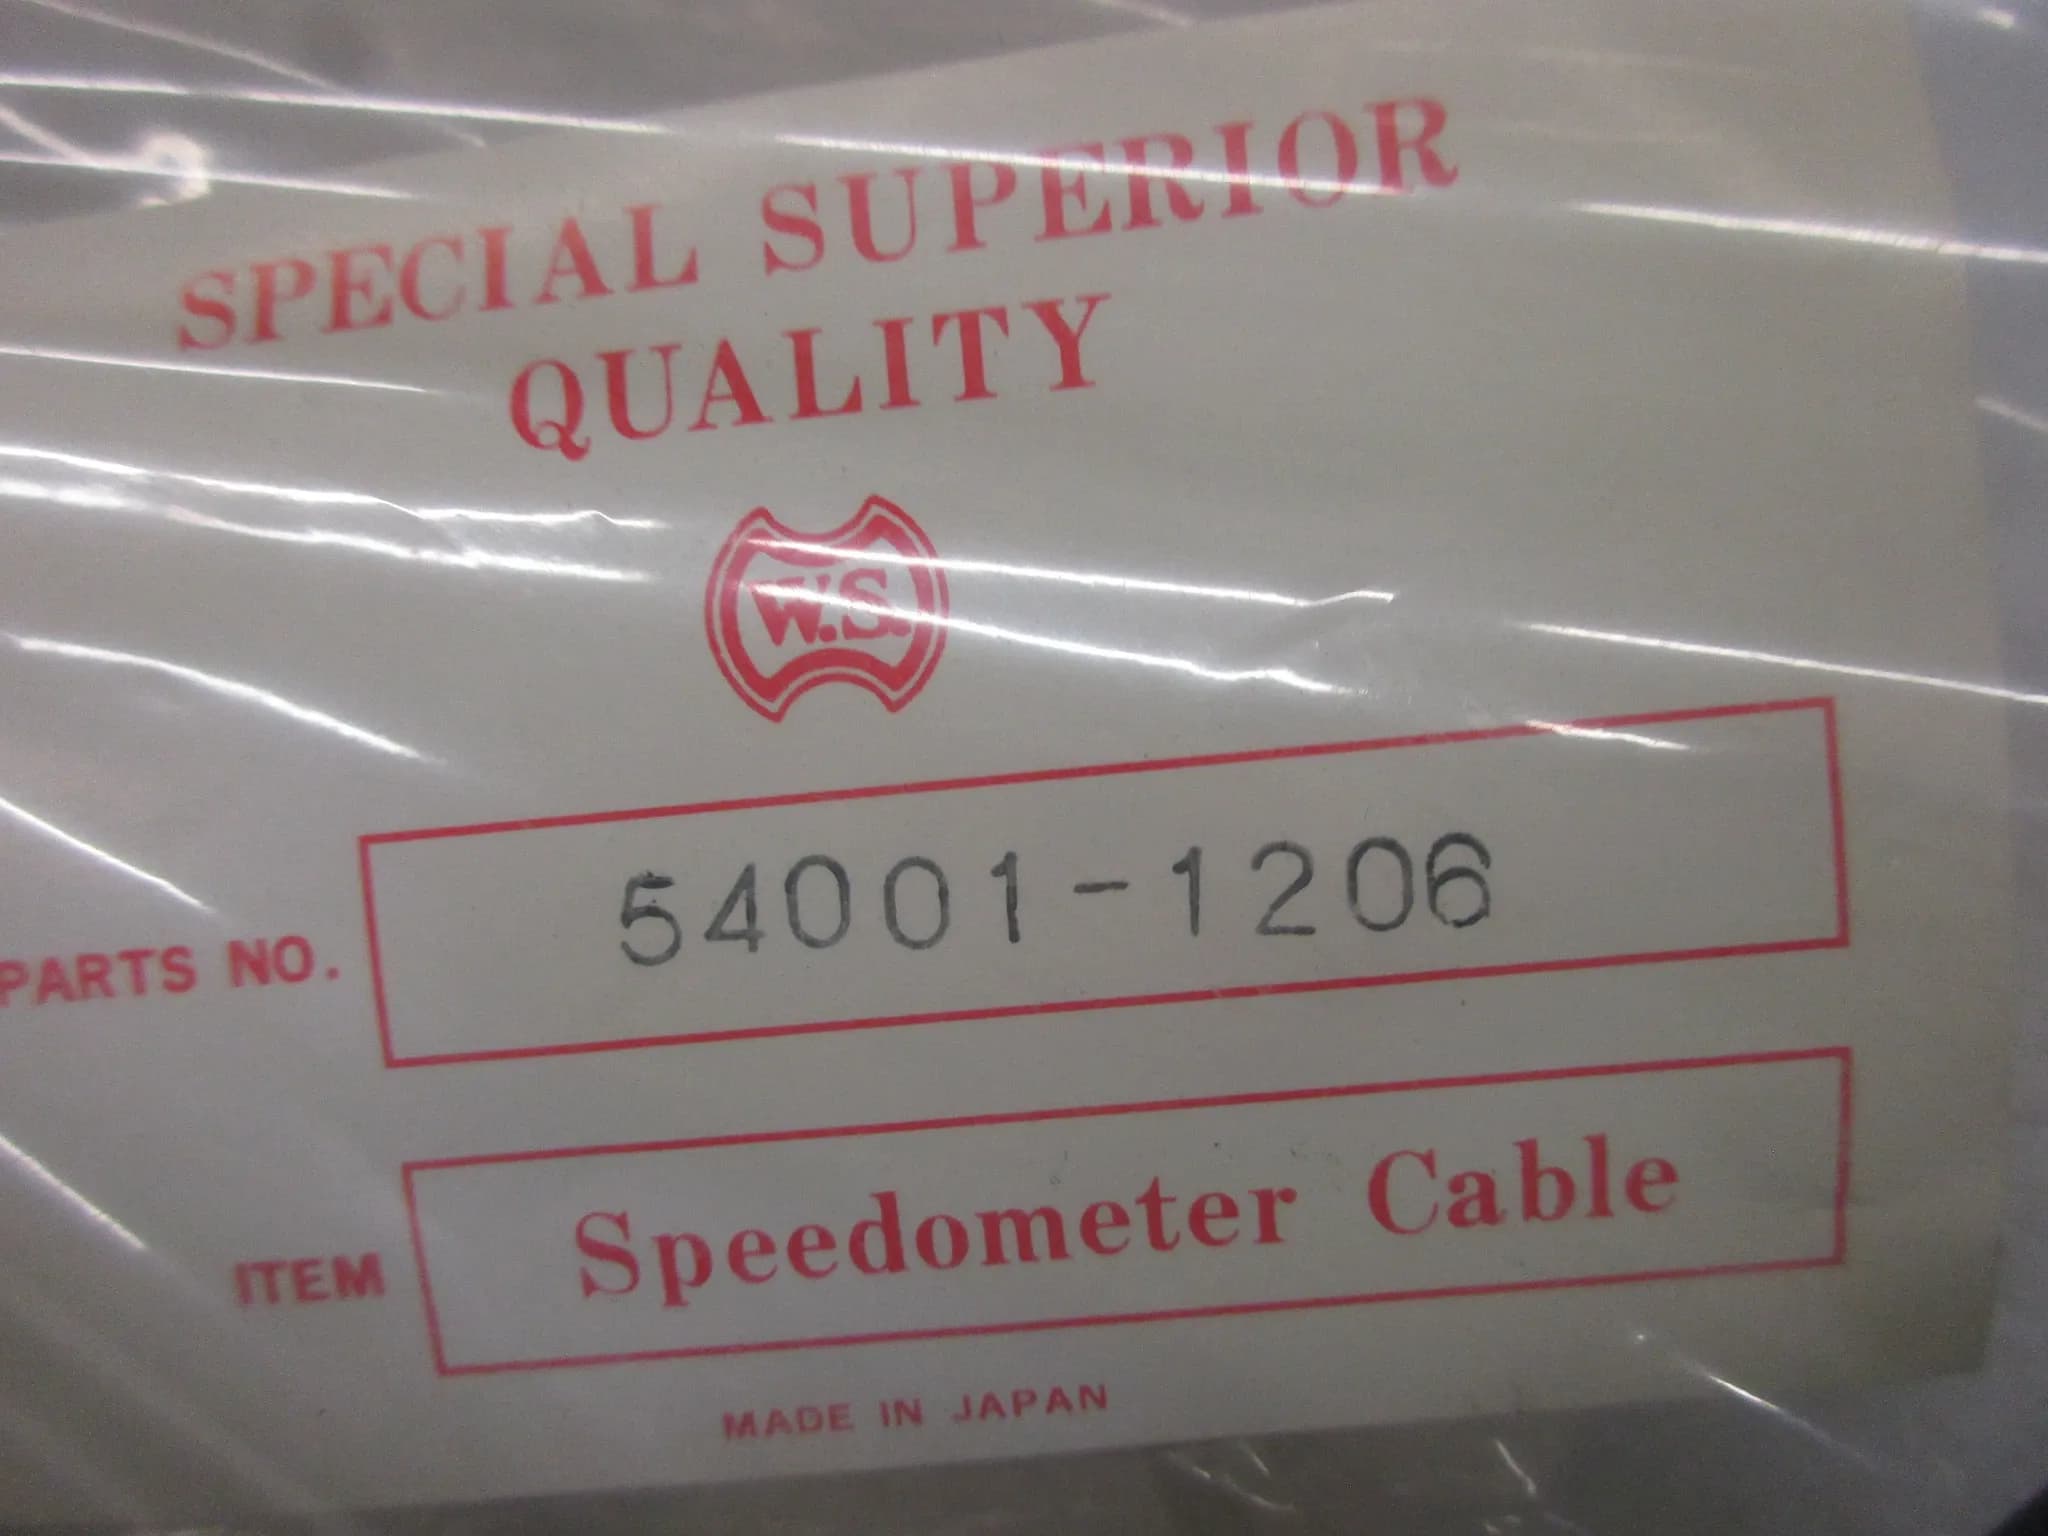 SPECIAL SUPERIOR
QUALITY
W.S.
PARTS NO. 54001-1206
ITEM Speedometer Cable
MADE IN JAPAN